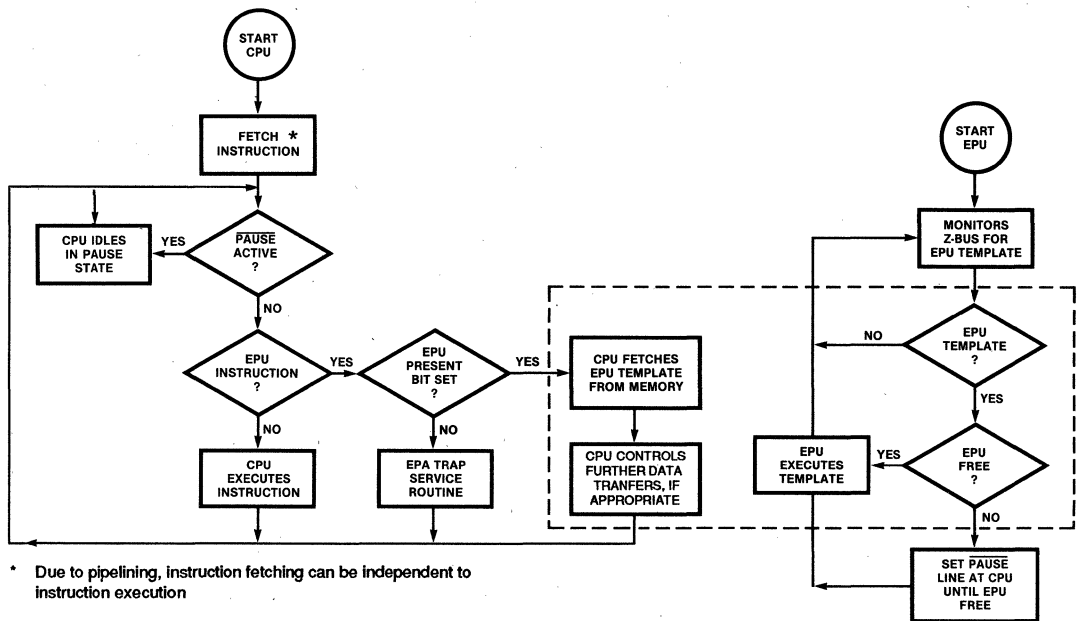 START
CPU
FETCH *
INSTRUCTION
PAUSE
ACTIVE
?
YES
CPU IDLES
IN PAUSE
STATE
NO
EPU
INSTRUCTION
?
YES
EPU
PRESENT
BIT SET
?
YES
CPU FETCHES
EPU TEMPLATE
FROM MEMORY
NO
CPU
EXECUTES
INSTRUCTION
NO
EPA TRAP
SERVICE
ROUTINE
CPU CONTROLS
FURTHER DATA
TRANFERS, IF
APPROPRIATE
* Due to pipelining, instruction fetching can be independent to
instruction execution
START
EPU
MONITORS
Z-BUS FOR
EPU TEMPLATE
EPU
TEMPLATE
?
NO
YES
EPU
FREE
?
YES
EPU
EXECUTES
TEMPLATE
NO
SET PAUSE
LINE AT CPU
UNTIL EPU
FREE